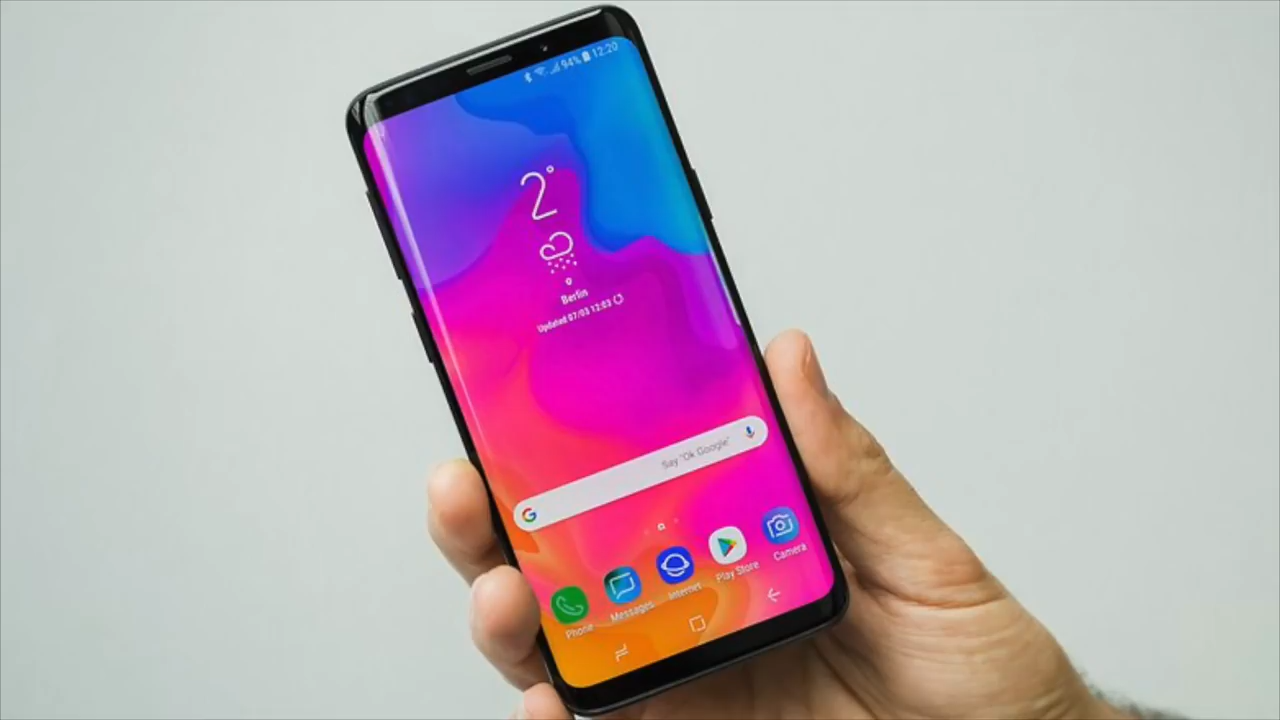 94% 12:20
2°
Berlin
Updated 07/03 12:03
Say "Ok Google"
Phone
Messages
Internet
Play Store
Camera